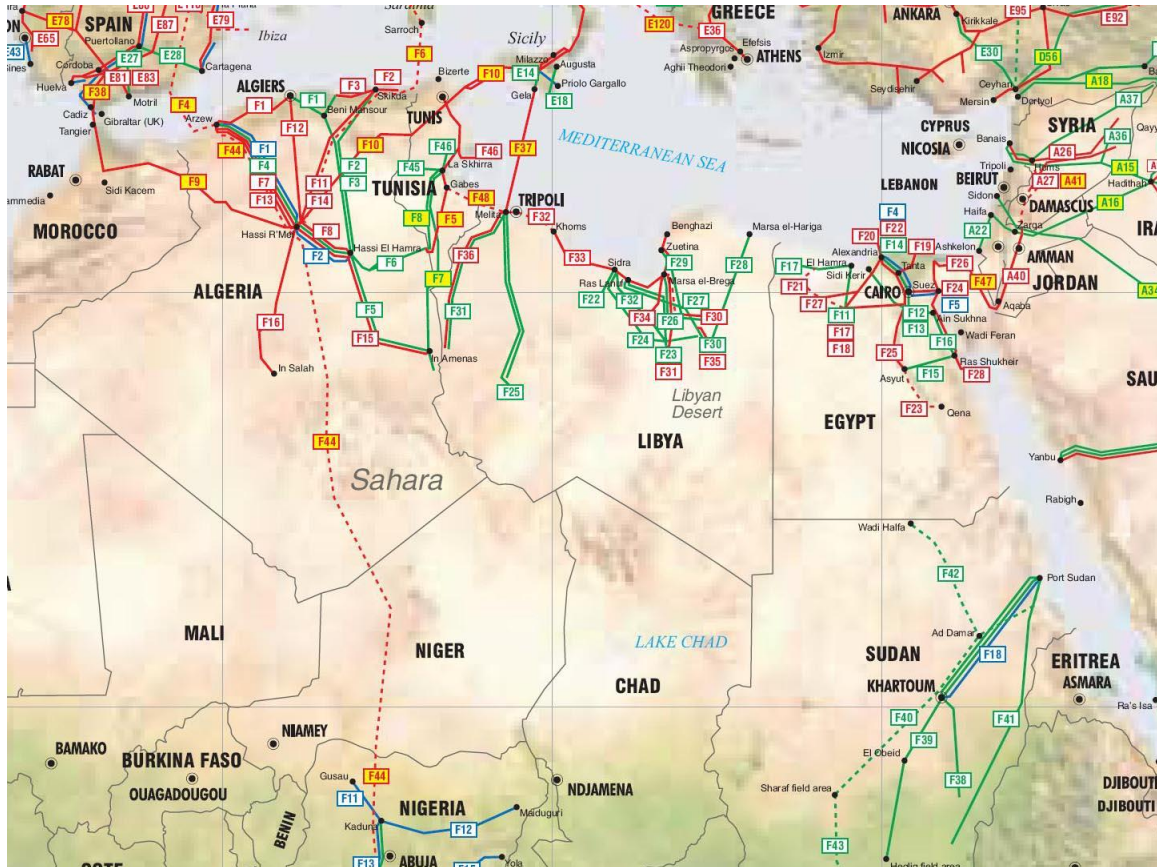 SPAIN
E78
E65
E87
E79
Ibiza
Sarroch
F6
Sicily
E120
E36
GREECE
ANKARA
Kirikkale
E95
E92
E43
Puertollano
E27
E28
Cordoba
E81
E83
Cartagena
Huelva
F38
Motril
Cadiz
Gibraltar (UK)
Tangier
F4
Arzew
ALGIERS
F1
F1
F3
F2
Skikda
Beni Mansour
Bizerte
TUNIS
F10
Milazzo
Augusta
E14
Priolo Gargallo
Gela
E18
Aspropyrgos
Elefsis
Aghii Theodori
ATHENS
Izmir
Seydisehir
E30
D56
Ceyhan
A18
Mersin
Dortyol
A37
CYPRUS
NICOSIA
SYRIA
Banais
A36
A26
Homs
Tripoli
A15
A27
A41
BEIRUT
LEBANON
Sidon
DAMASCUS
A16
Hadithah
Haifa
Zarqa
A22
Ashkelon
AMMAN
JORDAN
A40
A34
Aqaba
F47
RABAT
Sidi Kacem
MOROCCO
F9
F44
F1
F4
F7
F13
F12
F11
F14
F10
F2
F3
F45
F46
F46
La Skhirra
TUNISIA
Gabes
F48
F37
MEDITERRANEAN SEA
F8
F5
F7
Melita
TRIPOLI
F32
Khoms
F33
Hassi R'Mel
F8
F2
Hassi El Hamra
F6
F36
F31
F5
F15
In Amenas
F25
ALGERIA
F16
In Salah
Benghazi
Zuetina
Marsa el-Hariga
F29
F28
Sidra
Ras Lanuf
Marsa el-Brega
F22
F32
F27
F34
F26
F30
F24
F23
F30
F31
F35
Libyan
Desert
LIBYA
F4
F22
F14
F20
F19
Alexandria
Tanta
F26
F17
El Hamra
Sidi Kerir
F21
F27
CAIRO
Suez
F24
F5
F11
F17
F18
F12
F13
Ain Sukhna
F16
Wadi Feran
F25
Ras Shukheir
F15
F28
Asyut
F23
Qena
EGYPT
Yanbu
Rabigh
F44
Sahara
Wadi Halfa
F42
Port Sudan
Ad Damar
F18
SUDAN
KHARTOUM
ERITREA
ASMARA
Ra's Isa
F40
F39
F41
El Obeid
F38
Sharaf field area
F43
Heglig field area
DJIBOUTI
MALI
NIGER
LAKE CHAD
CHAD
NIAMEY
BAMAKO
BURKINA FASO
OUAGADOUGOU
BENIN
F44
Gusau
F11
NIGERIA
Kaduna
F12
Maiduguri
NDJAMENA
F13
ABUJA
Yola